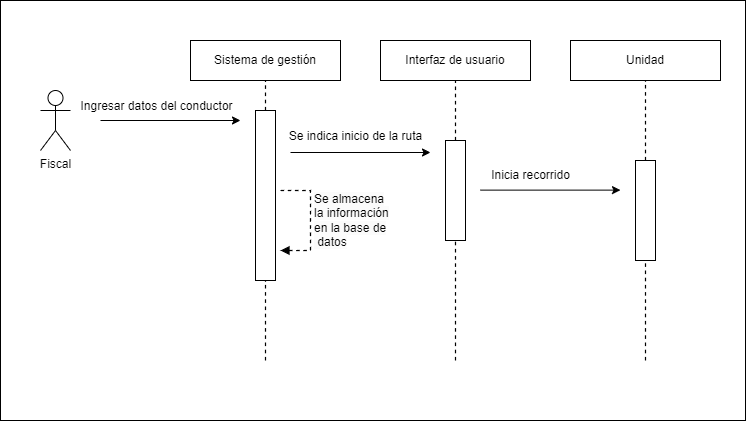 Sistema de gestión
Interfaz de usuario
Unidad
Ingresar datos del conductor
Fiscal
Se indica inicio de la ruta
Inicia recorrido
Se almacena
la información
en la base de
datos